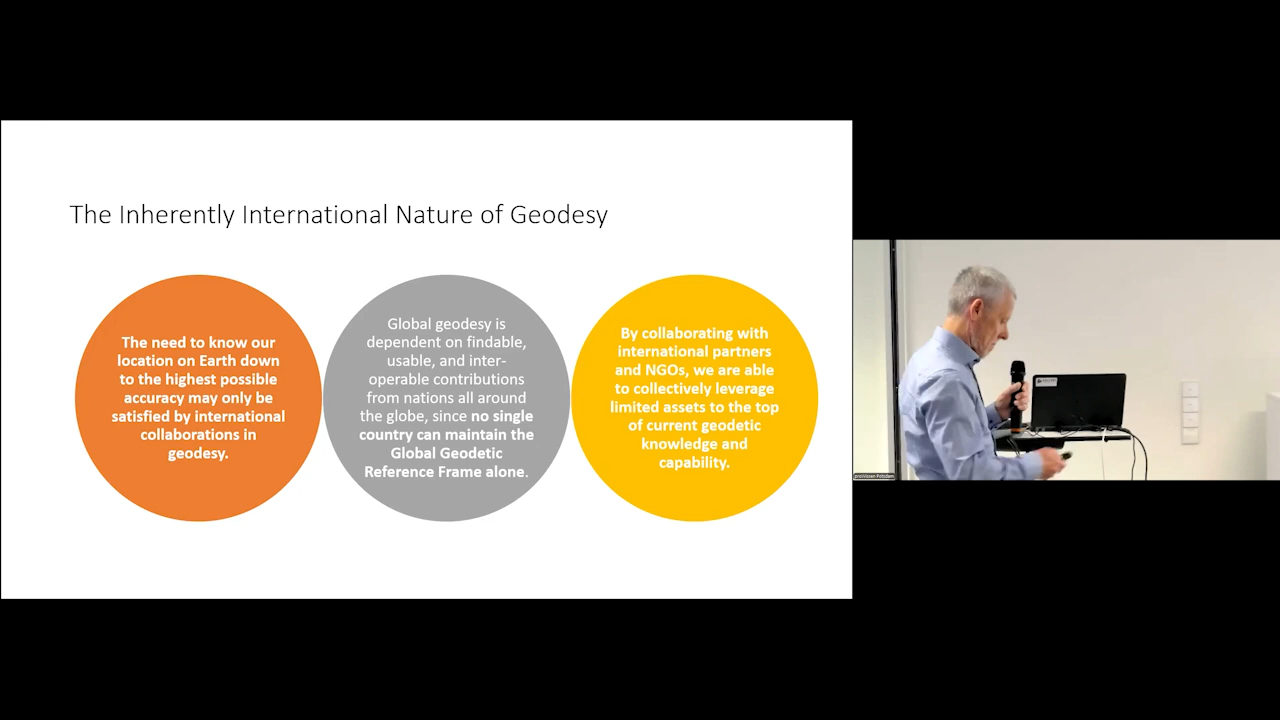 The Inherently International Nature of Geodesy
The need to know our
location on Earth down
to the highest possible
accuracy may only be
satisfied by international
collaborations in
geodesy.
Global geodesy is
dependent on findable,
usable, and inter-
operable contributions
from nations all around
the globe, since no single
country can maintain the
Global Geodetic
Reference Frame alone.
By collaborating with
international partners
and NGOs, we are able
to collectively leverage
limited assets to the top
of current geodetic
knowledge and
capability.